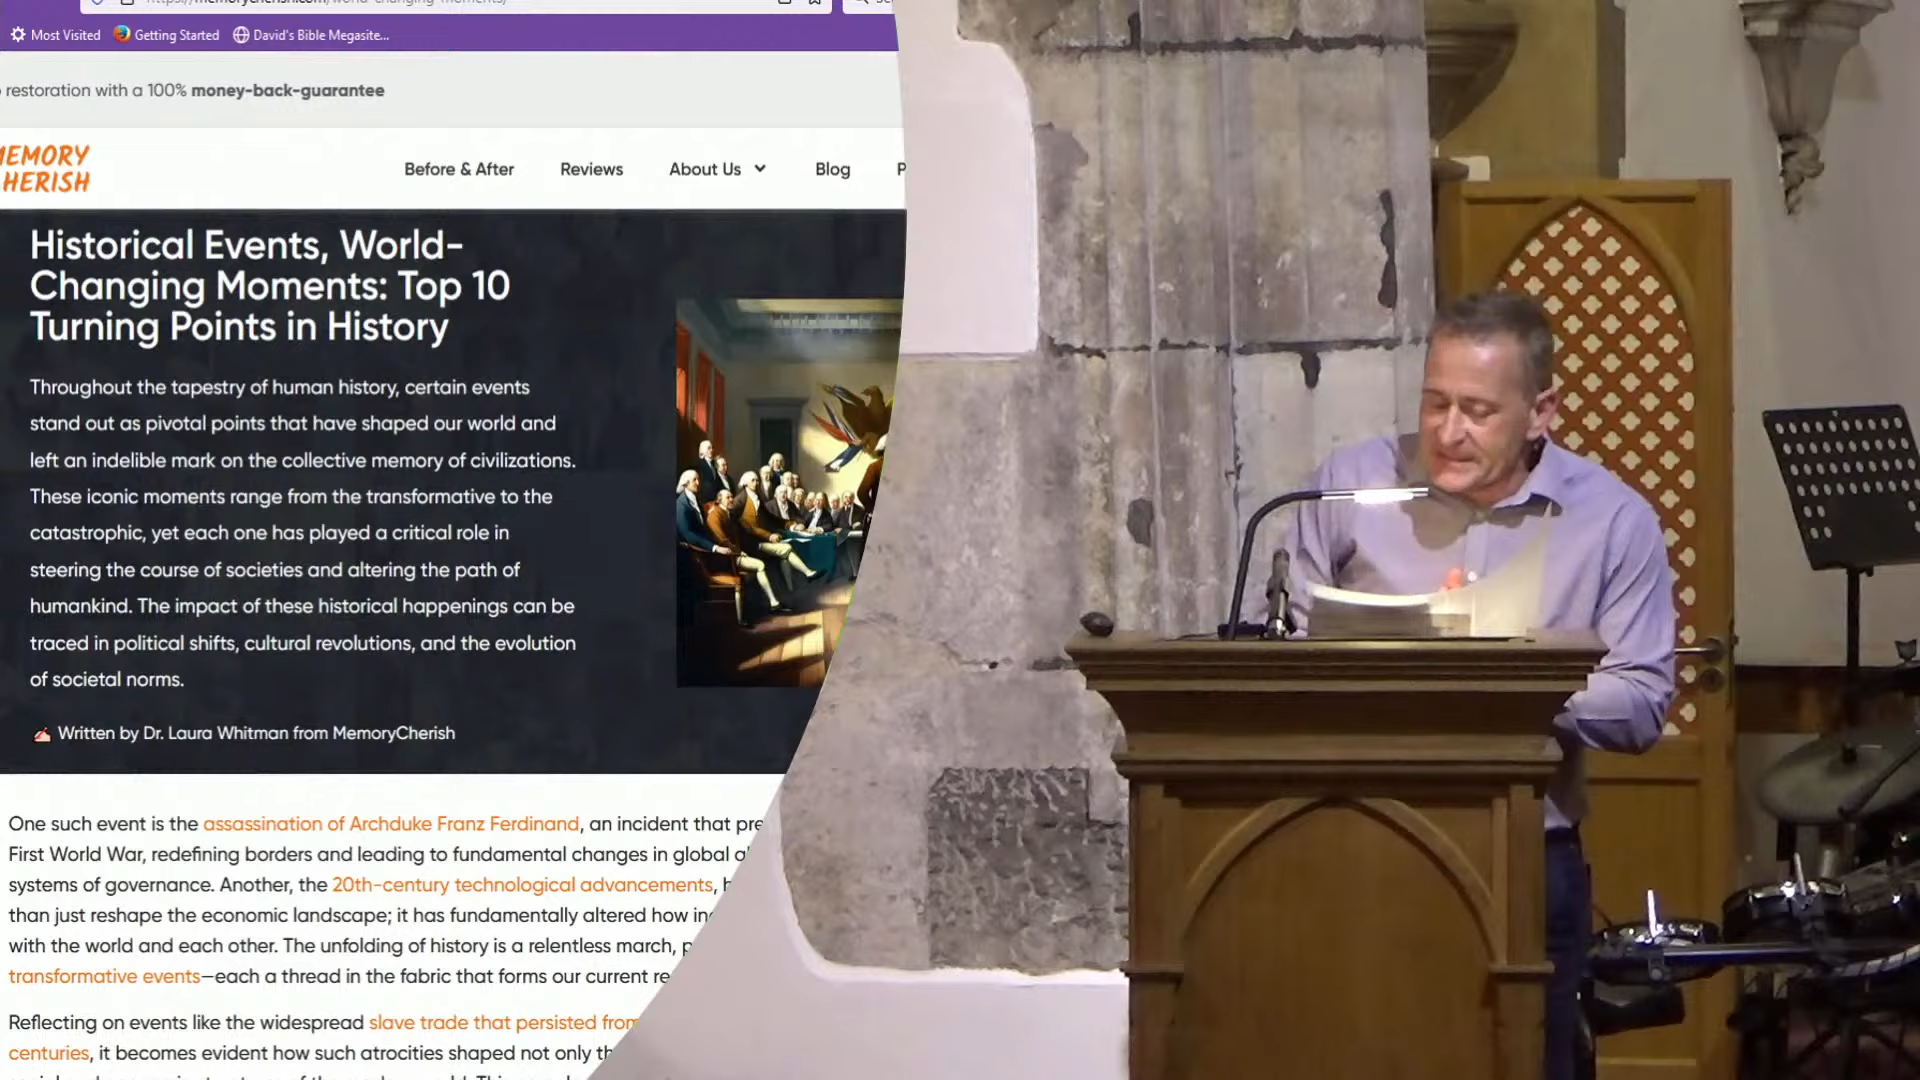 Most Visited Getting Started David's Bible Megasite...
restoration with a 100% money-back-guarantee
MEMORY
CHERISH
Before & After Reviews About Us Blog
Historical Events, World-
Changing Moments: Top 10
Turning Points in History
Throughout the tapestry of human history, certain events
stand out as pivotal points that have shaped our world and
left an indelible mark on the collective memory of civilizations.
These iconic moments range from the transformative to the
catastrophic, yet each one has played a critical role in
steering the course of societies and altering the path of
humankind. The impact of these historical happenings can be
traced in political shifts, cultural revolutions, and the evolution
of societal norms.
Written by Dr. Laura Whitman from MemoryCherish
One such event is the assassination of Archduke Franz Ferdinand, an incident that pre
First World War, redefining borders and leading to fundamental changes in global
systems of governance. Another, the 20th-century technological advancements,
than just reshape the economic landscape; it has fundamentally altered how
with the world and each other. The unfolding of history is a relentless march,
transformative events—each a thread in the fabric that forms our current
Reflecting on events like the widespread slave trade that persisted from
centuries, it becomes evident how such atrocities shaped not only